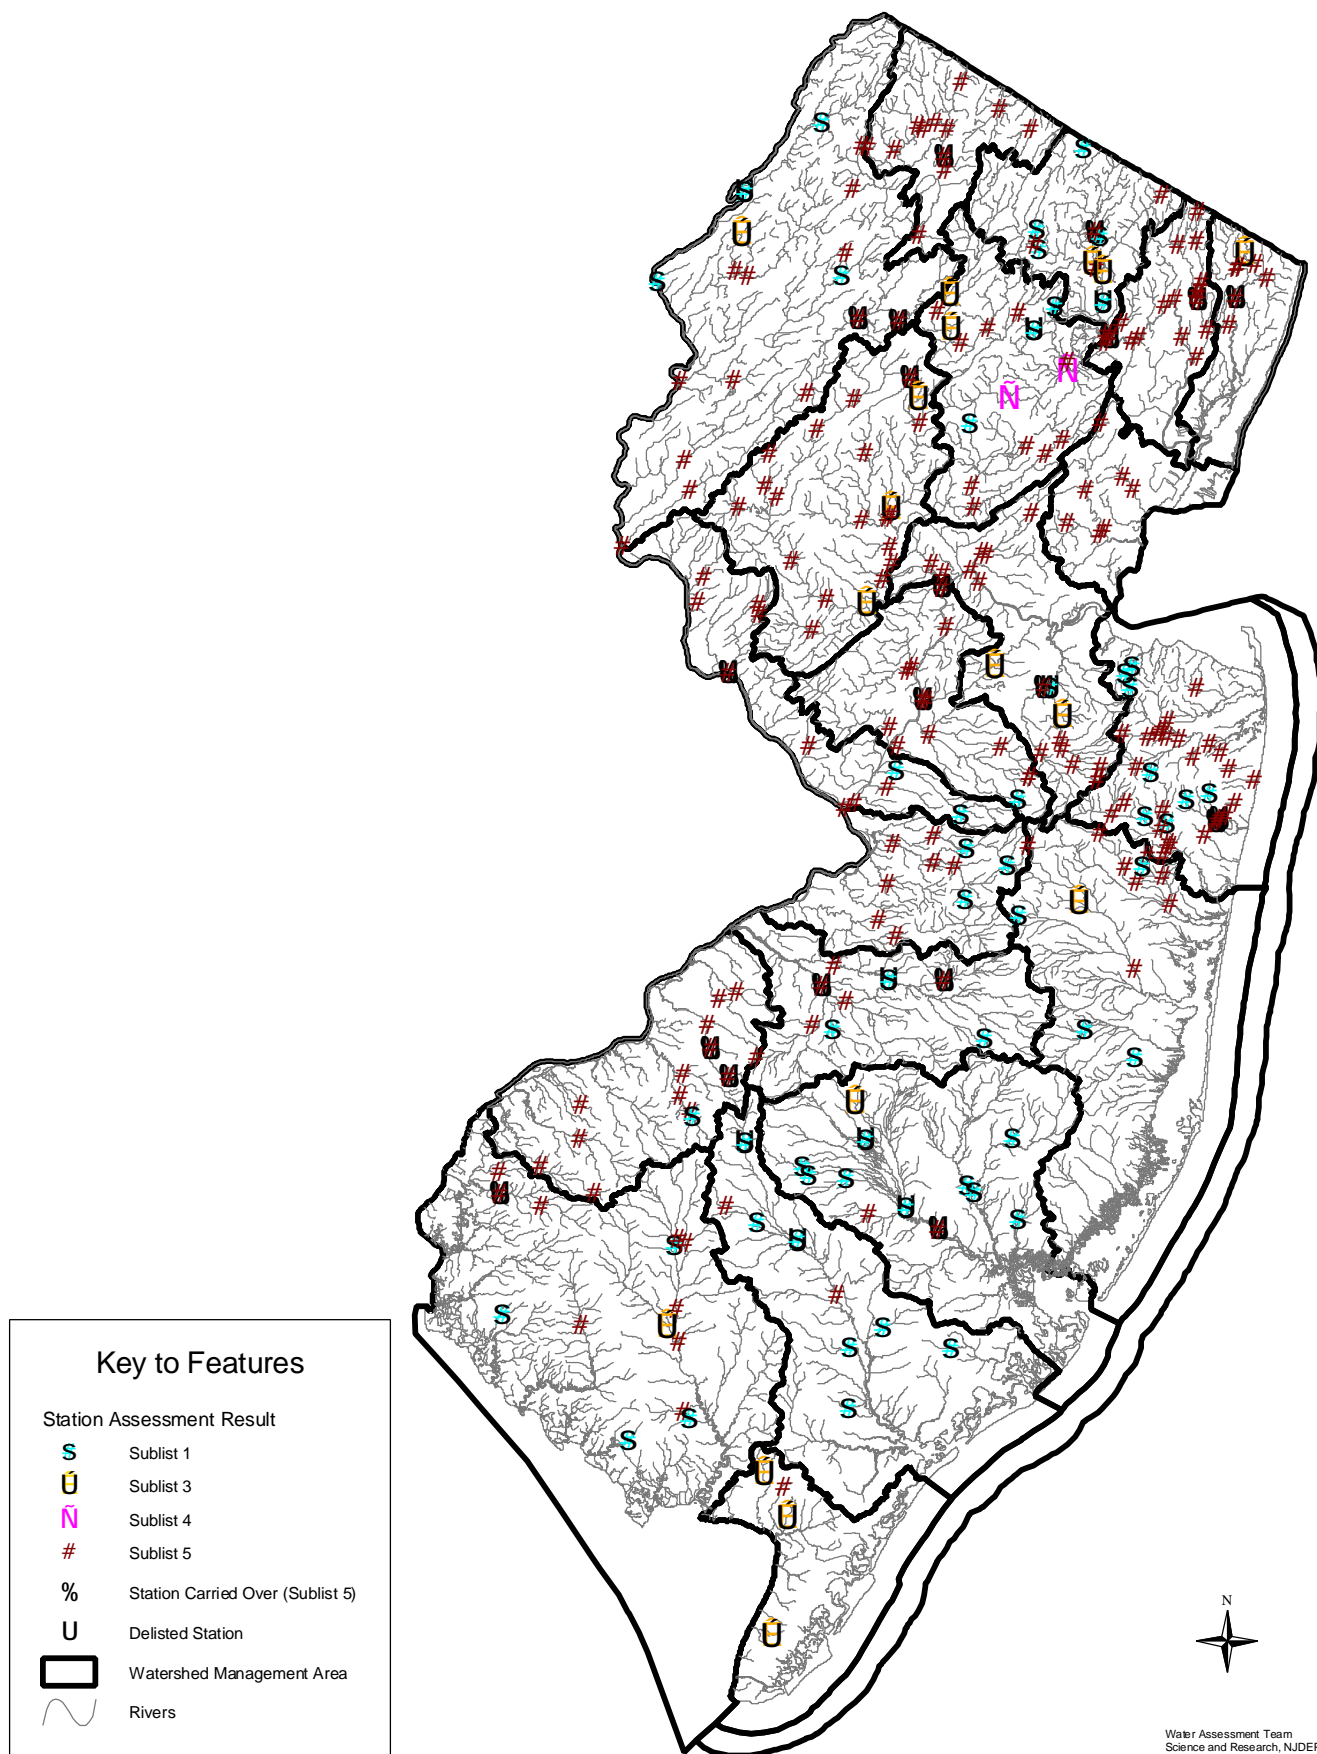 Key to Features
Station Assessment Result
S Sublist 1
Ú Sublist 3
Ñ Sublist 4
# Sublist 5
% Station Carried Over (Sublist 5)
U Delisted Station
Watershed Management Area
Rivers
N
Water Assessment Team
Science and Research, NJDEP